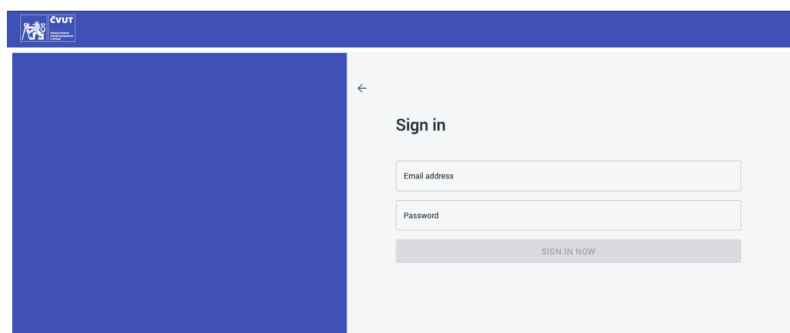 ČVUT
Sign in
Email address
Password
SIGN IN NOW